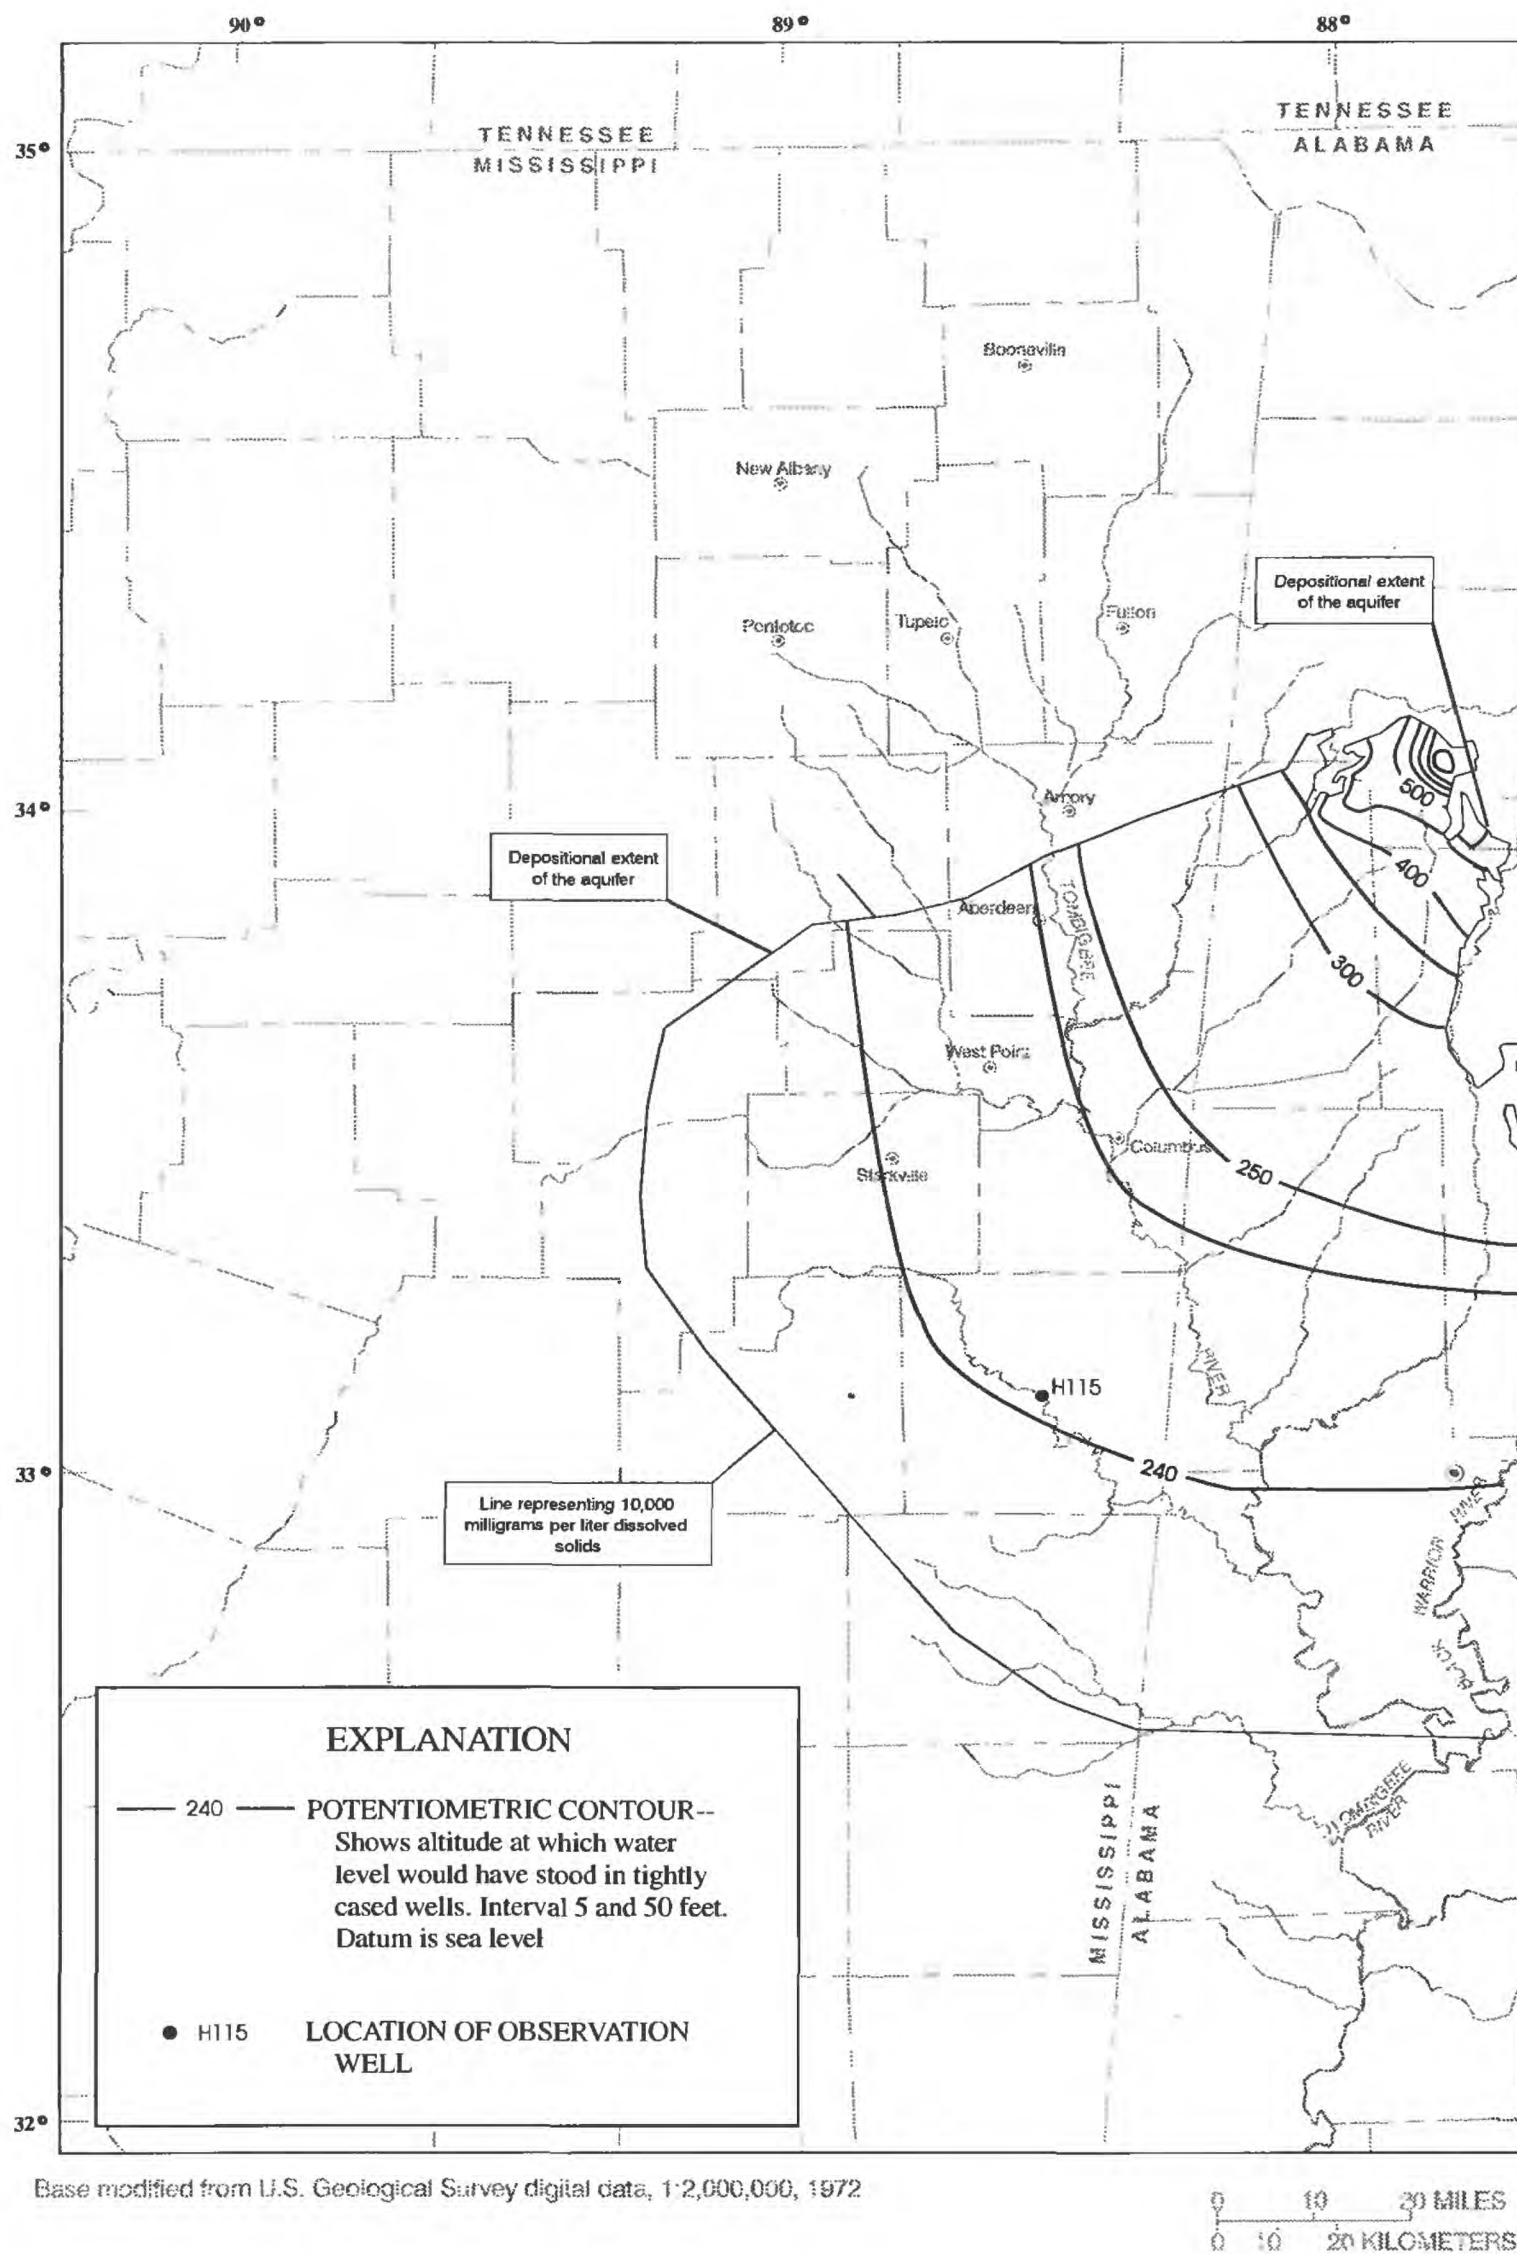 90° 89° 88°
TENNESSEE
MISSISSIPPI
TENNESSEE
ALABAMA
35°
Booneville
New Albany
Depositional extent
of the aquifer
Pontotoc
Tupelo
Fulton
34°
500
Amory
Depositional extent
of the aquifer
400
Aberdeen
TOMBIGBEE
300
West Point
Columbus
250
Starkville
RIVER
H115
33°
240
Line representing 10,000
milligrams per liter dissolved
solids
RIVER
WARRIOR
BLACK
EXPLANATION
240
POTENTIOMETRIC CONTOUR--
Shows altitude at which water
level would have stood in tightly
cased wells. Interval 5 and 50 feet.
Datum is sea level
H115
LOCATION OF OBSERVATION
WELL
TOMBIGBEE
RIVER
MISSISSIPPI
ALABAMA
32°
Base modified from U.S. Geological Survey digital data, 1:2,000,000, 1972
0 10 20 MILES
0 10 20 KILOMETERS